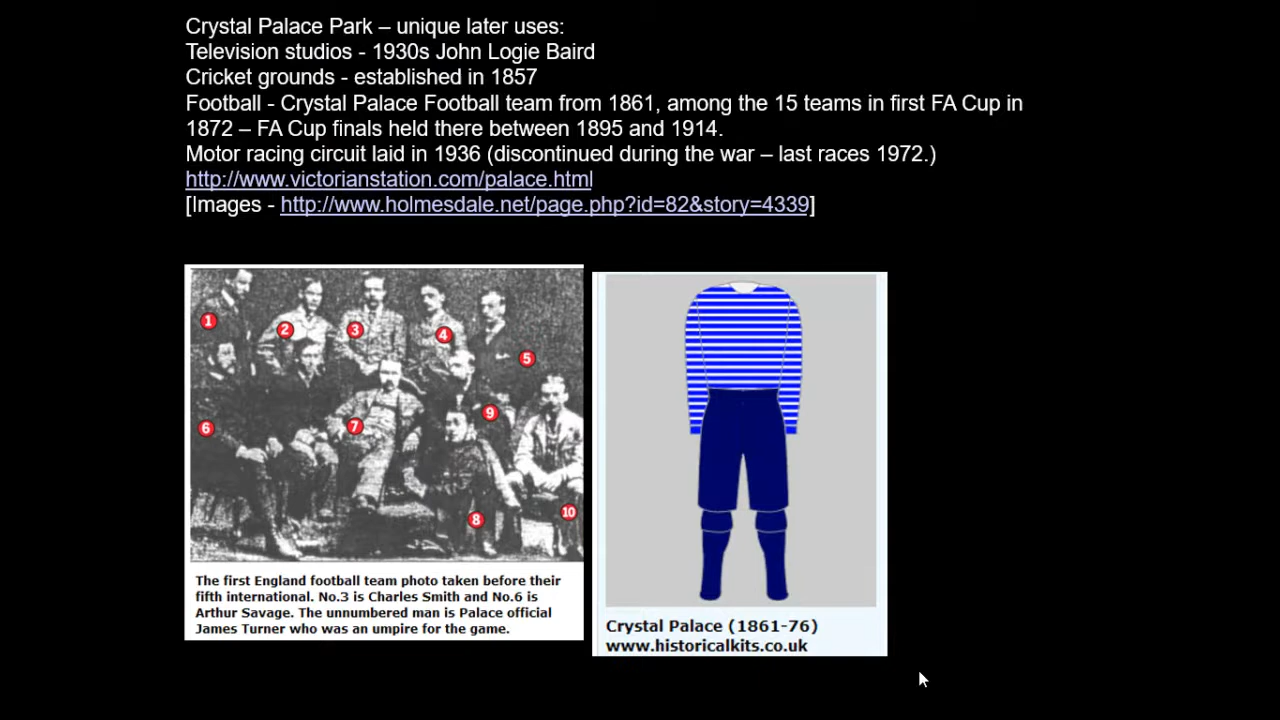 Crystal Palace Park – unique later uses:
Television studios - 1930s John Logie Baird
Cricket grounds - established in 1857
Football - Crystal Palace Football team from 1861, among the 15 teams in first FA Cup in
1872 – FA Cup finals held there between 1895 and 1914.
Motor racing circuit laid in 1936 (discontinued during the war – last races 1972.)
http://www.victorianstation.com/palace.html
[Images - http://www.holmesdale.net/page.php?id=82&story=4339]
1
2
3
4
5
6
7
9
8
10
The first England football team photo taken before their
fifth international. No.3 is Charles Smith and No.6 is
Arthur Savage. The unnumbered man is Palace official
James Turner who was an umpire for the game.
Crystal Palace (1861-76)
www.historicalkits.co.uk